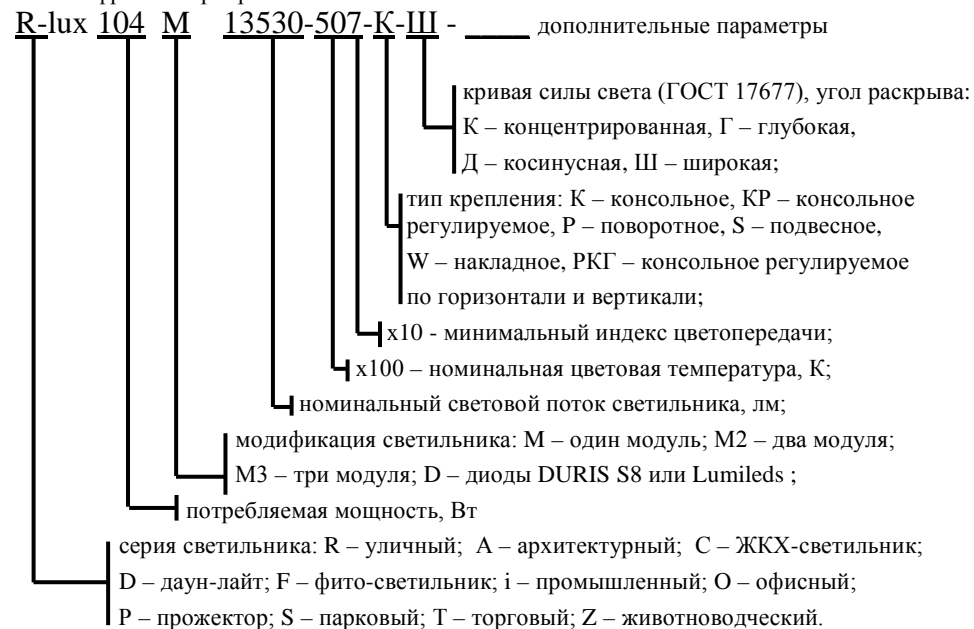 R-lux 104 М 13530-507-К-Ш - ____ дополнительные параметры
кривая силы света (ГОСТ 17677), угол раскрыва:
К – концентрированная, Г – глубокая,
Д – косинусная, Ш – широкая;
тип крепления: К – консольное, КР – консольное
регулируемое, Р – поворотное, S – подвесное,
W – накладное, РКГ – консольное регулируемое
по горизонтали и вертикали;
х10 - минимальный индекс цветопередачи;
х100 – номинальная цветовая температура, К;
номинальный световой поток светильника, лм;
модификация светильника: М – один модуль; М2 – два модуля;
М3 – три модуля; D – диоды DURIS S8 или Lumileds ;
потребляемая мощность, Вт
серия светильника: R – уличный; А – архитектурный; С – ЖКХ-светильник;
D – даун-лайт; F – фито-светильник; i – промышленный; О – офисный;
Р – прожектор; S – парковый; Т – торговый; Z – животноводческий.